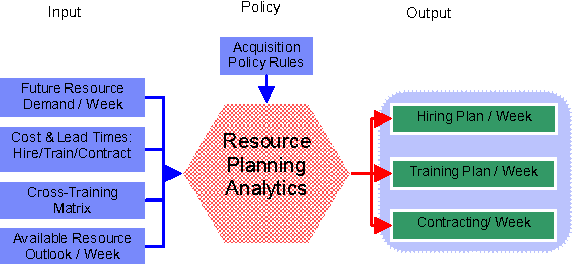 Input
Policy
Output
Acquisition
Policy Rules
Future Resource
Demand / Week
Cost & Lead Times:
Hire/Train/Contract
Cross-Training
Matrix
Available Resource
Outlook / Week
Resource
Planning
Analytics
Hiring Plan / Week
Training Plan / Week
Contracting/ Week